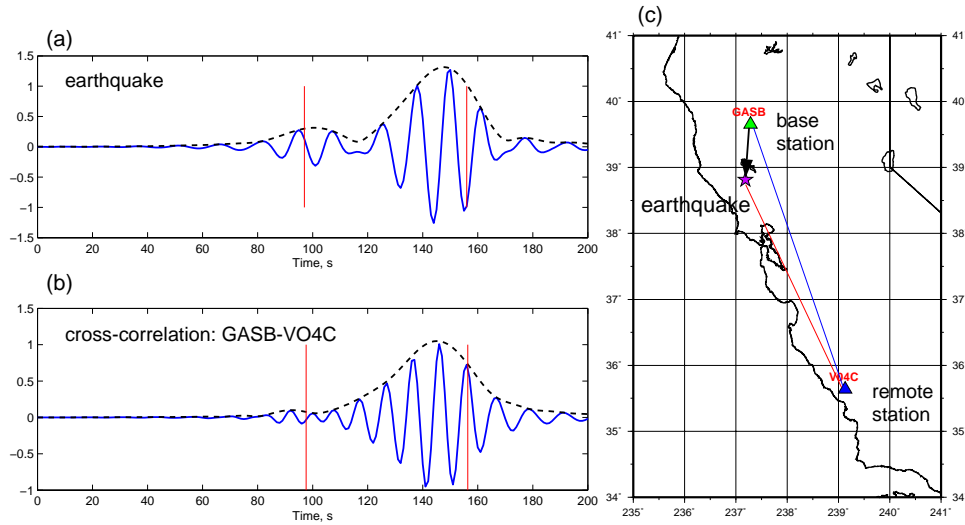 (a)
earthquake
1.5
1
0.5
0
−0.5
−1
−1.5
0 20 40 60 80 100 120 140 160 180 200
Time, s
(b)
cross-correlation: GASB-VO4C
1.5
1
0.5
0
−0.5
−1
0 20 40 60 80 100 120 140 160 180 200
Time, s
(c)
41˚ 41˚
40˚ 40˚
39˚ 39˚
38˚ 38˚
37˚ 37˚
36˚ 36˚
35˚ 35˚
34˚ 34˚
GASB
base
station
earthquake
V04C
remote
station
235˚ 236˚ 237˚ 238˚ 239˚ 240˚ 241˚